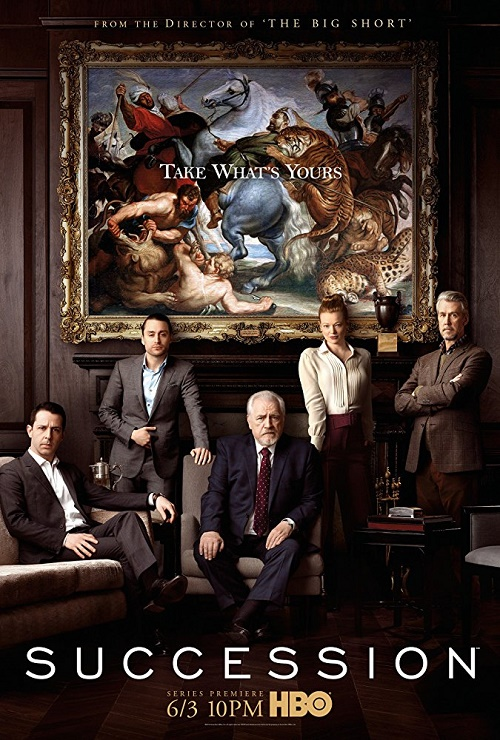 FROM THE DIRECTOR OF ‘THE BIG SHORT’
TAKE WHAT'S YOURS
SUCCESSION
SERIES PREMIERE
6/3 10PM HBO